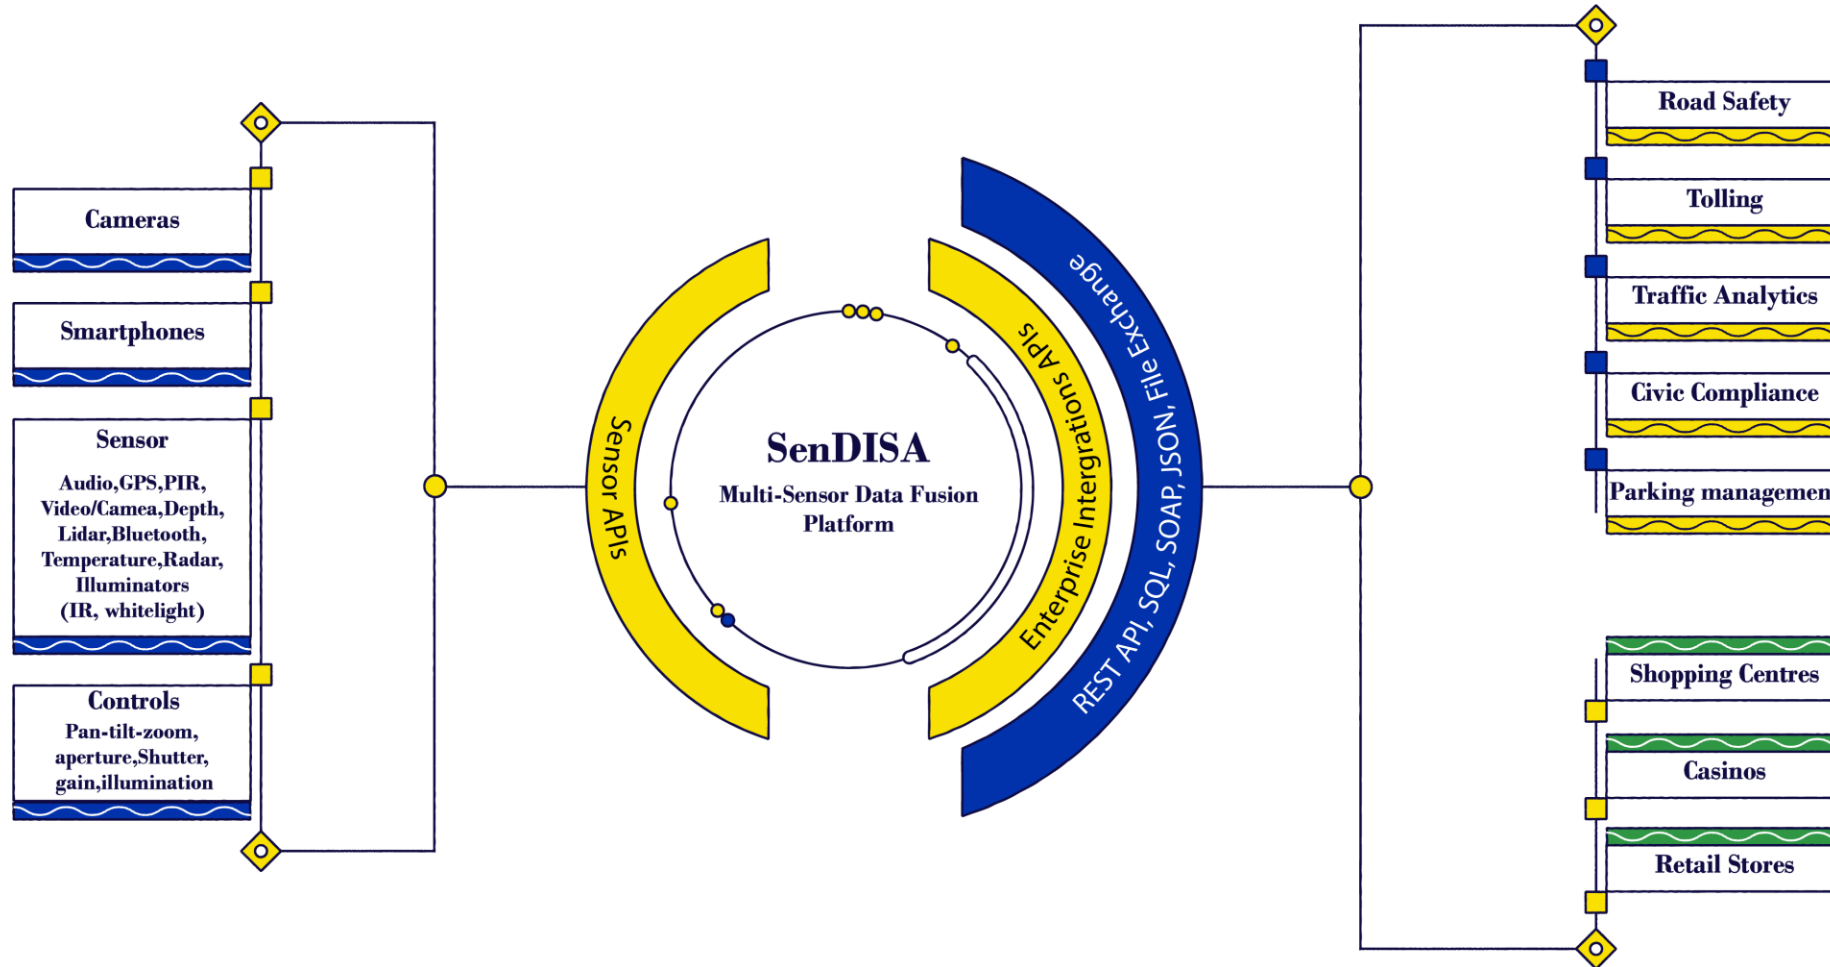 Cameras
Smartphones
Sensor
Audio,GPS,PIR,
Video/Camea,Depth,
Lidar,Bluetooth,
Temperature,Radar,
Illuminators
(IR, whitelight)
Controls
Pan-tilt-zoom,
aperture,Shutter,
gain,illumination
Sensor APIs
SenDISA
Multi-Sensor Data Fusion
Platform
Enterprise Intergrations APIs
REST API, SQL, SOAP, JSON, File Exchange
Road Safety
Tolling
Traffic Analytics
Civic Compliance
Parking managemen
Shopping Centres
Casinos
Retail Stores